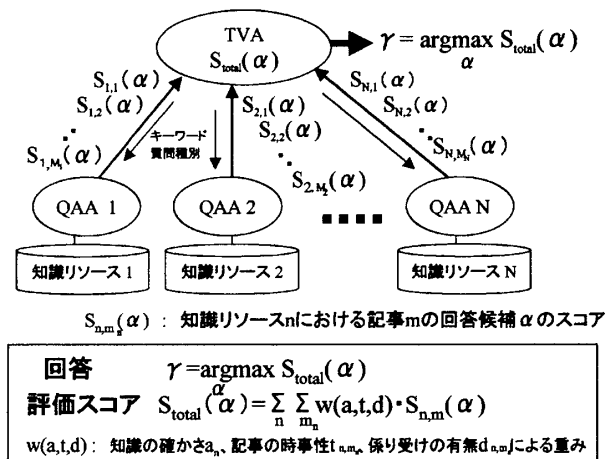 TVA
S_total(α)
γ = argmax S_total(α)
α
S_1,1(α)
S_1,2(α)
S_1,M_1(α)
キーワード
質問種別
S_2,1(α)
S_2,2(α)
S_2,M_2(α)
S_N,1(α)
S_N,2(α)
S_N,M_N(α)
QAA 1
QAA 2
QAA N
知識リソース 1
知識リソース 2
知識リソース N
S_n,m_n(α) : 知識リソースnにおける記事mの回答候補αのスコア
回答 γ=argmax S_total(α)
α
評価スコア S_total(α)=Σ Σ w(a,t,d)・S_n,m(α)
n m_n
w(a,t,d) : 知識の確かさa_n、記事の時事性t_n,m_n、係り受けの有無d_n,m_nによる重み